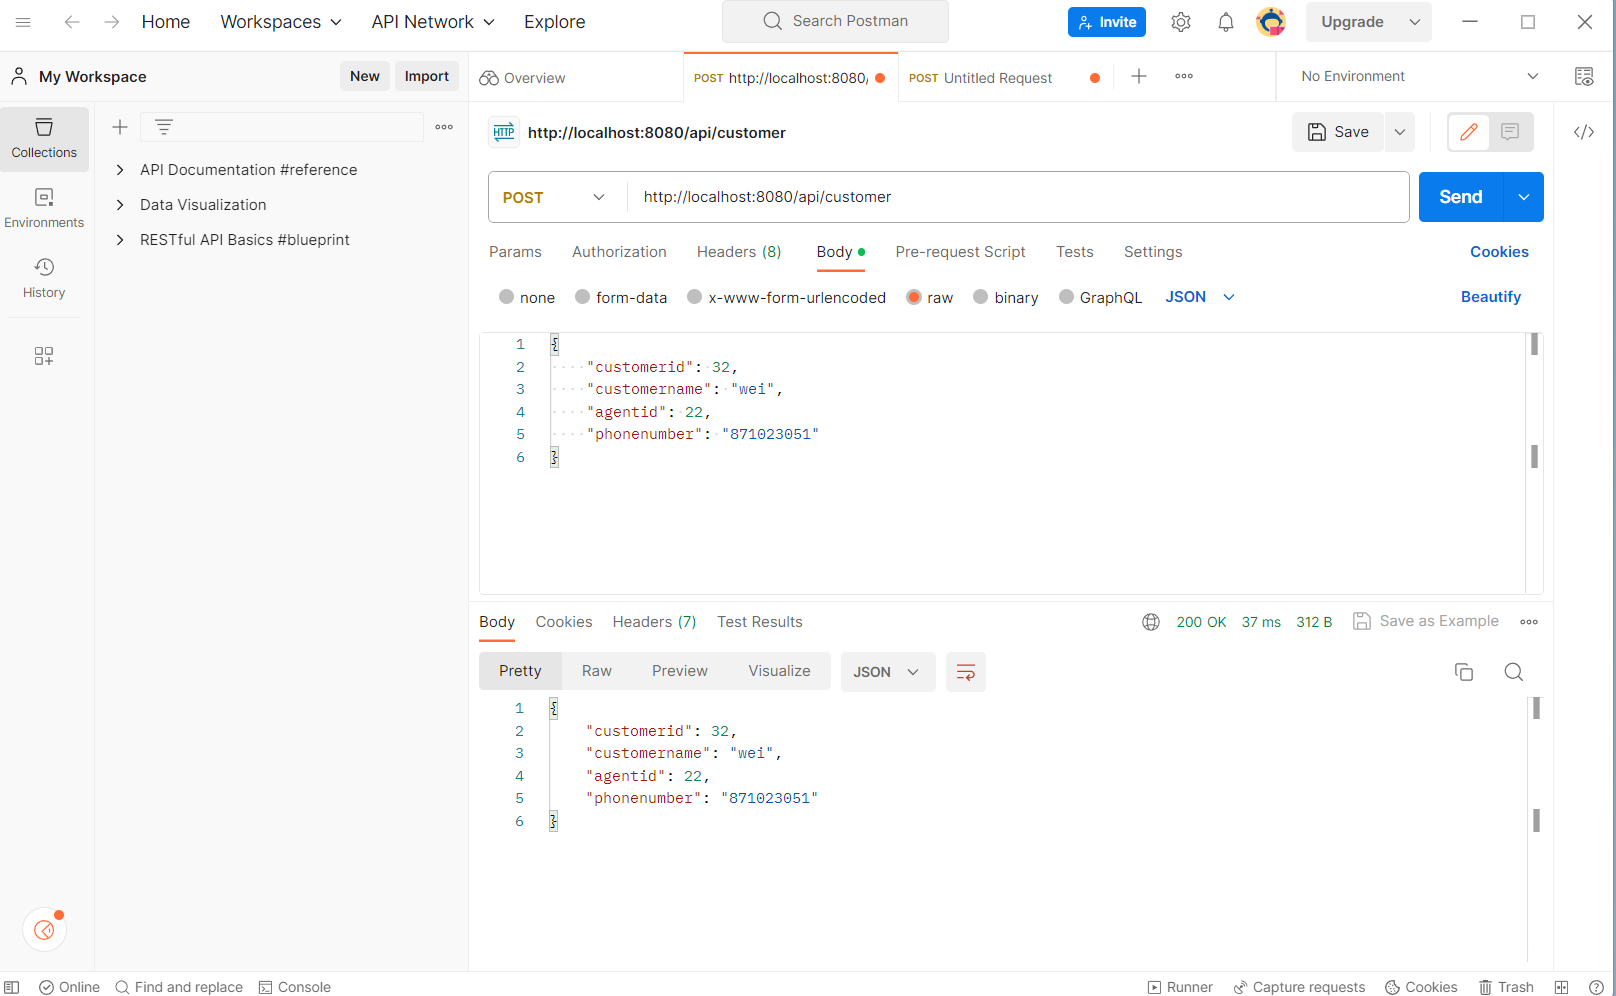 Home Workspaces API Network Explore Search Postman Invite Upgrade
My Workspace New Import Overview POST http://localhost:8080/ POST Untitled Request No Environment
Collections
Environments
History
API Documentation #reference
Data Visualization
RESTful API Basics #blueprint
HTTP http://localhost:8080/api/customer Save
POST http://localhost:8080/api/customer Send
Params Authorization Headers (8) Body Pre-request Script Tests Settings Cookies
none form-data x-www-form-urlencoded raw binary GraphQL JSON Beautify
1 {
2 "customerid": 32,
3 "customername": "wei",
4 "agentid": 22,
5 "phonenumber": "871023051"
6 }
Body Cookies Headers (7) Test Results 200 OK 37 ms 312 B Save as Example
Pretty Raw Preview Visualize JSON
1 {
2 "customerid": 32,
3 "customername": "wei",
4 "agentid": 22,
5 "phonenumber": "871023051"
6 }
Online Find and replace Console Runner Capture requests Cookies Trash